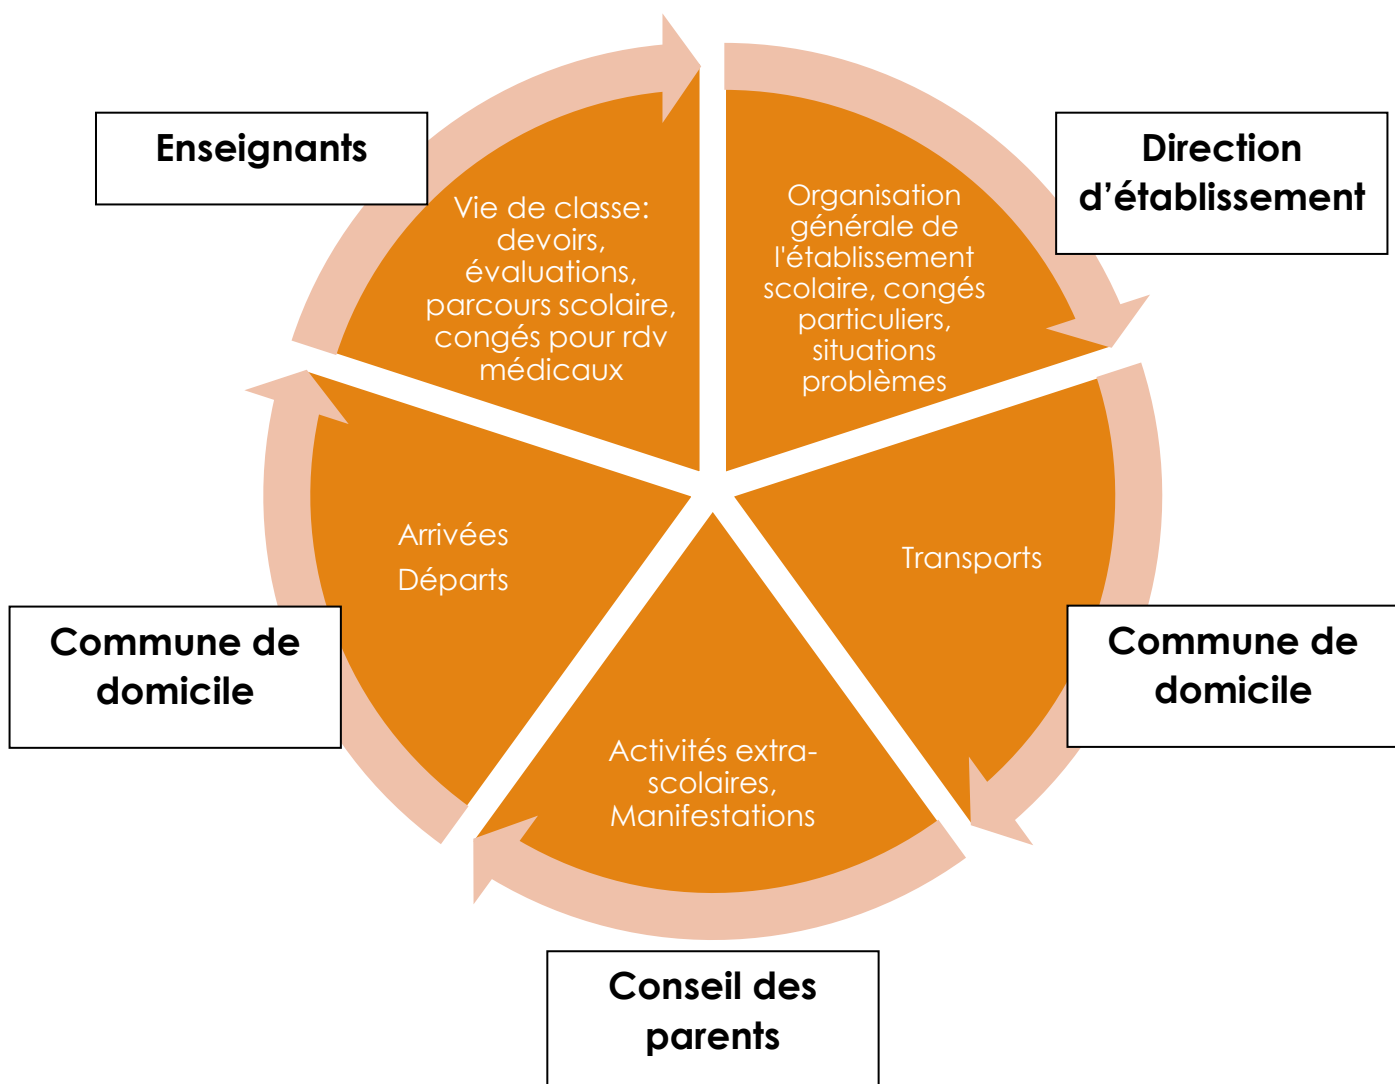 Enseignants
Vie de classe:
devoirs,
évaluations,
parcours scolaire,
congés pour rdv
médicaux
Direction
d’établissement
Organisation
générale de
l'établissement
scolaire, congés
particuliers,
situations
problèmes
Arrivées
Départs
Commune de
domicile
Transports
Commune de
domicile
Activités extra-
scolaires,
Manifestations
Conseil des
parents